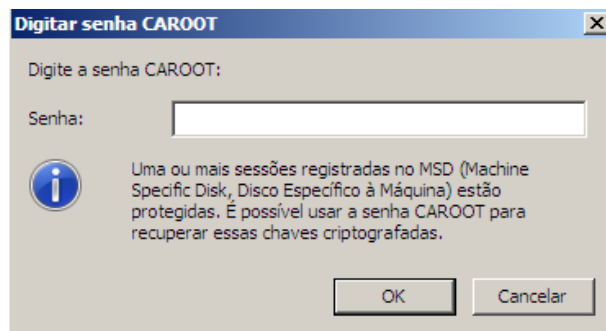 Digitar senha CAROOT
Digite a senha CAROOT:
Senha:
Uma ou mais sessões registradas no MSD (Machine
Specific Disk, Disco Específico à Máquina) estão
protegidas. É possível usar a senha CAROOT para
recuperar essas chaves criptografadas.
OK
Cancelar